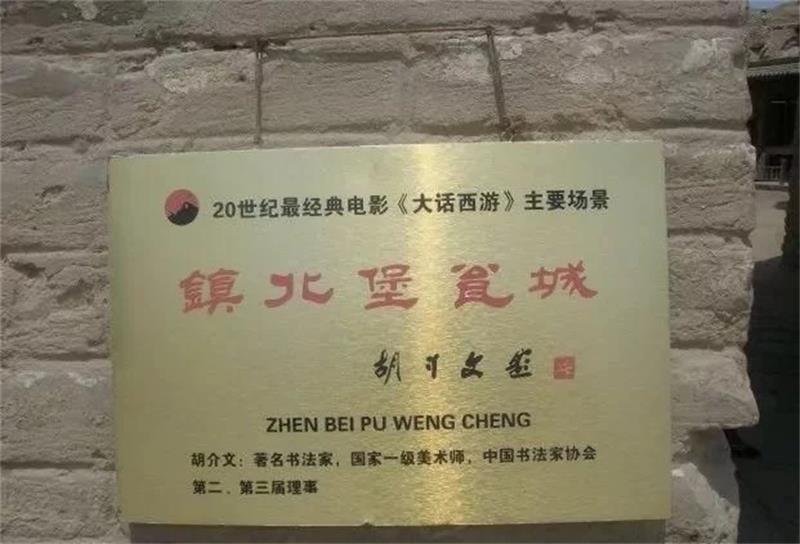 20世纪最经典电影《大话西游》主要场景
鎮北堡瓮城
胡介文题
ZHEN BEI PU WENG CHENG
胡介文：著名书法家，国家一级美术师，中国书法家协会
第二、第三届理事